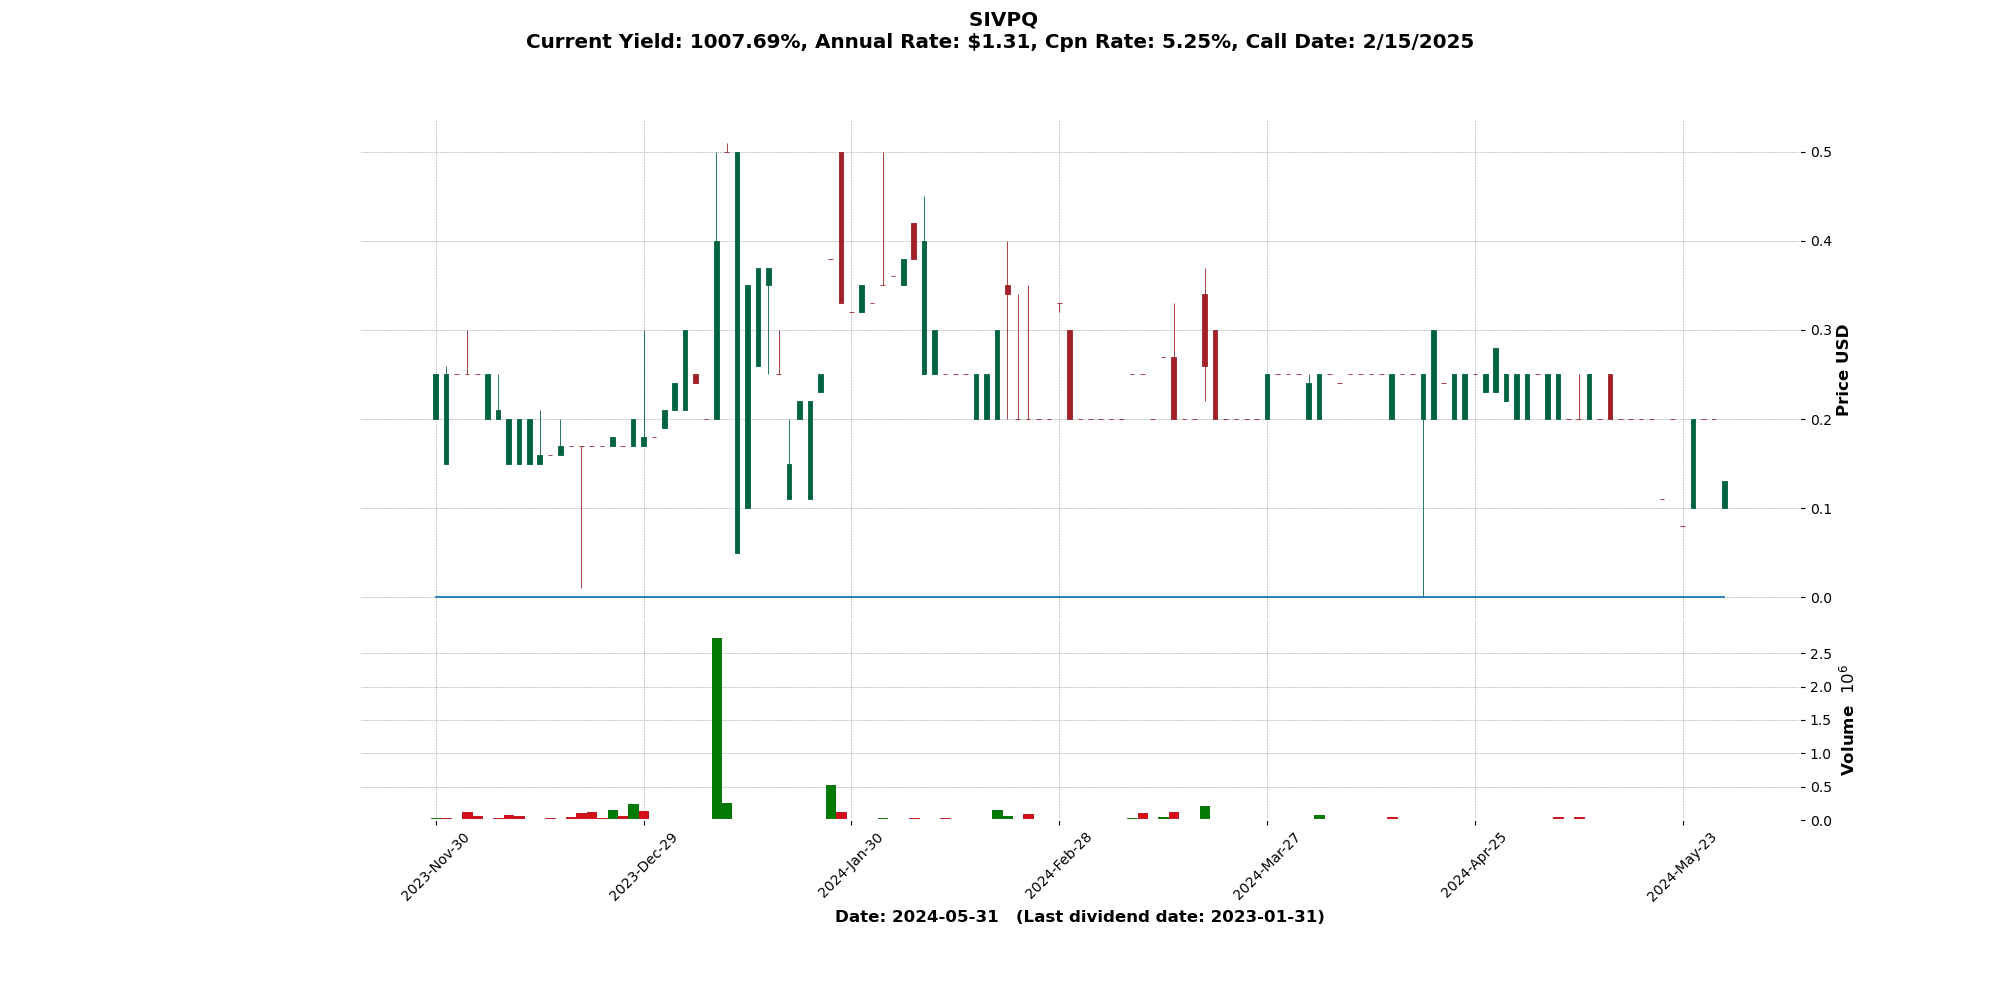 SIVPQ
Current Yield: 1007.69%, Annual Rate: $1.31, Cpn Rate: 5.25%, Call Date: 2/15/2025
0.5
0.4
0.3
0.2
0.1
0.0
Price USD
2.5
2.0
1.5
1.0
0.5
0.0
Volume 10^6
2023-Nov-30
2023-Dec-29
2024-Jan-30
2024-Feb-28
2024-Mar-27
2024-Apr-25
2024-May-23
Date: 2024-05-31 (Last dividend date: 2023-01-31)